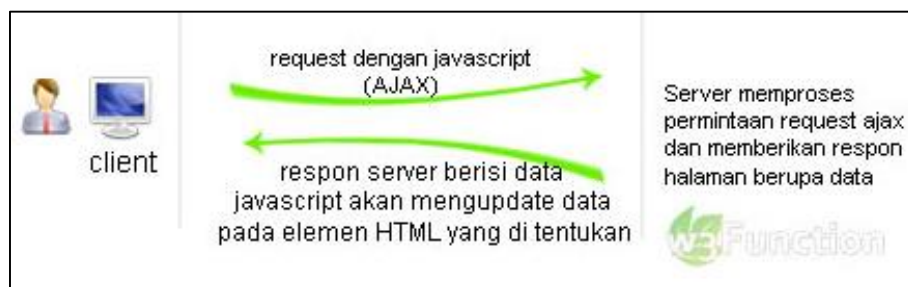 client
request dengan javascript
(AJAX)
respon server berisi data
javascript akan mengupdate data
pada elemen HTML yang di tentukan
Server memproses
permintaan request ajax
dan memberikan respon
halaman berupa data
w3Function